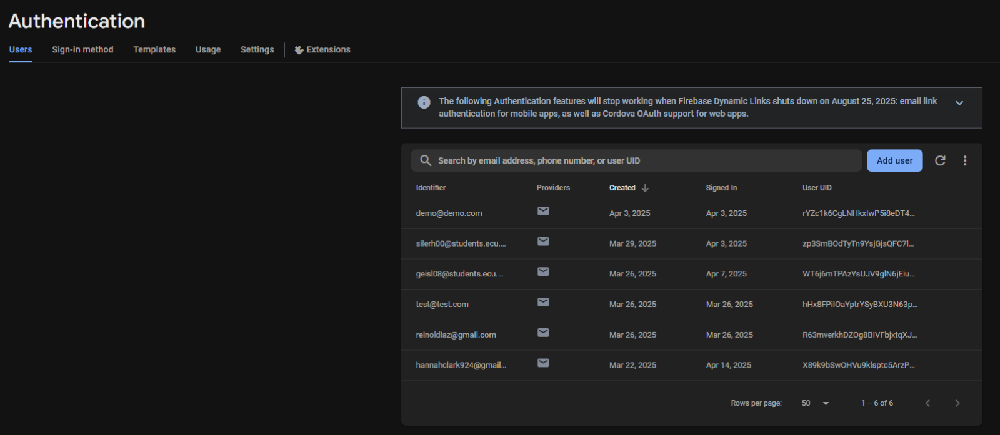 Authentication
Users Sign-in method Templates Usage Settings Extensions
The following Authentication features will stop working when Firebase Dynamic Links shuts down on August 25, 2025: email link
authentication for mobile apps, as well as Cordova OAuth support for web apps.
Search by email address, phone number, or user UID Add user
Identifier Providers Created Signed In User UID
demo@demo.com Apr 3, 2025 Apr 3, 2025 rYZc1k6CgLNHkxIwP5i8eDT4...
silerh00@students.ecu.... Mar 29, 2025 Apr 3, 2025 zp3SmBOdTyTn9YsjGjsQFC7l...
geisl08@students.ecu.... Mar 26, 2025 Apr 7, 2025 WT6j6mTPAzYsUJV9glN6jEiu...
test@test.com Mar 26, 2025 Mar 26, 2025 hHx8FPiIOaYptrYSyBXU3N63p...
reinoldiaz@gmail.com Mar 26, 2025 Mar 26, 2025 R63mverkhDZOg8BIVFbjxtqXJ...
hannahclark924@gmail... Mar 22, 2025 Apr 14, 2025 X89k9bSwOHVu9klsptc5ArzP...
Rows per page: 50 1 – 6 of 6